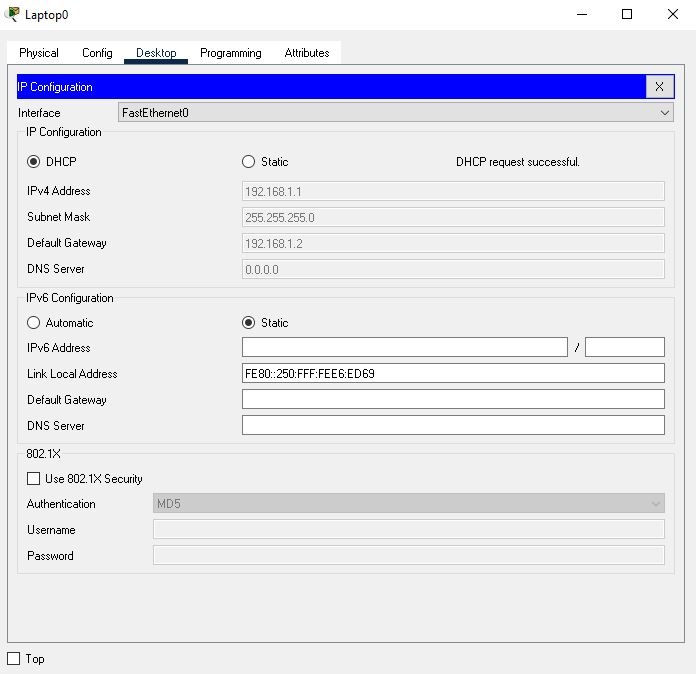 Laptop0
Physical Config Desktop Programming Attributes
IP Configuration X
Interface FastEthernet0
IP Configuration
DHCP Static DHCP request successful.
IPv4 Address 192.168.1.1
Subnet Mask 255.255.255.0
Default Gateway 192.168.1.2
DNS Server 0.0.0.0
IPv6 Configuration
Automatic Static
IPv6 Address /
Link Local Address FE80::250:FFF:FEE6:ED69
Default Gateway
DNS Server
802.1X
Use 802.1X Security
Authentication MD5
Username
Password
Top